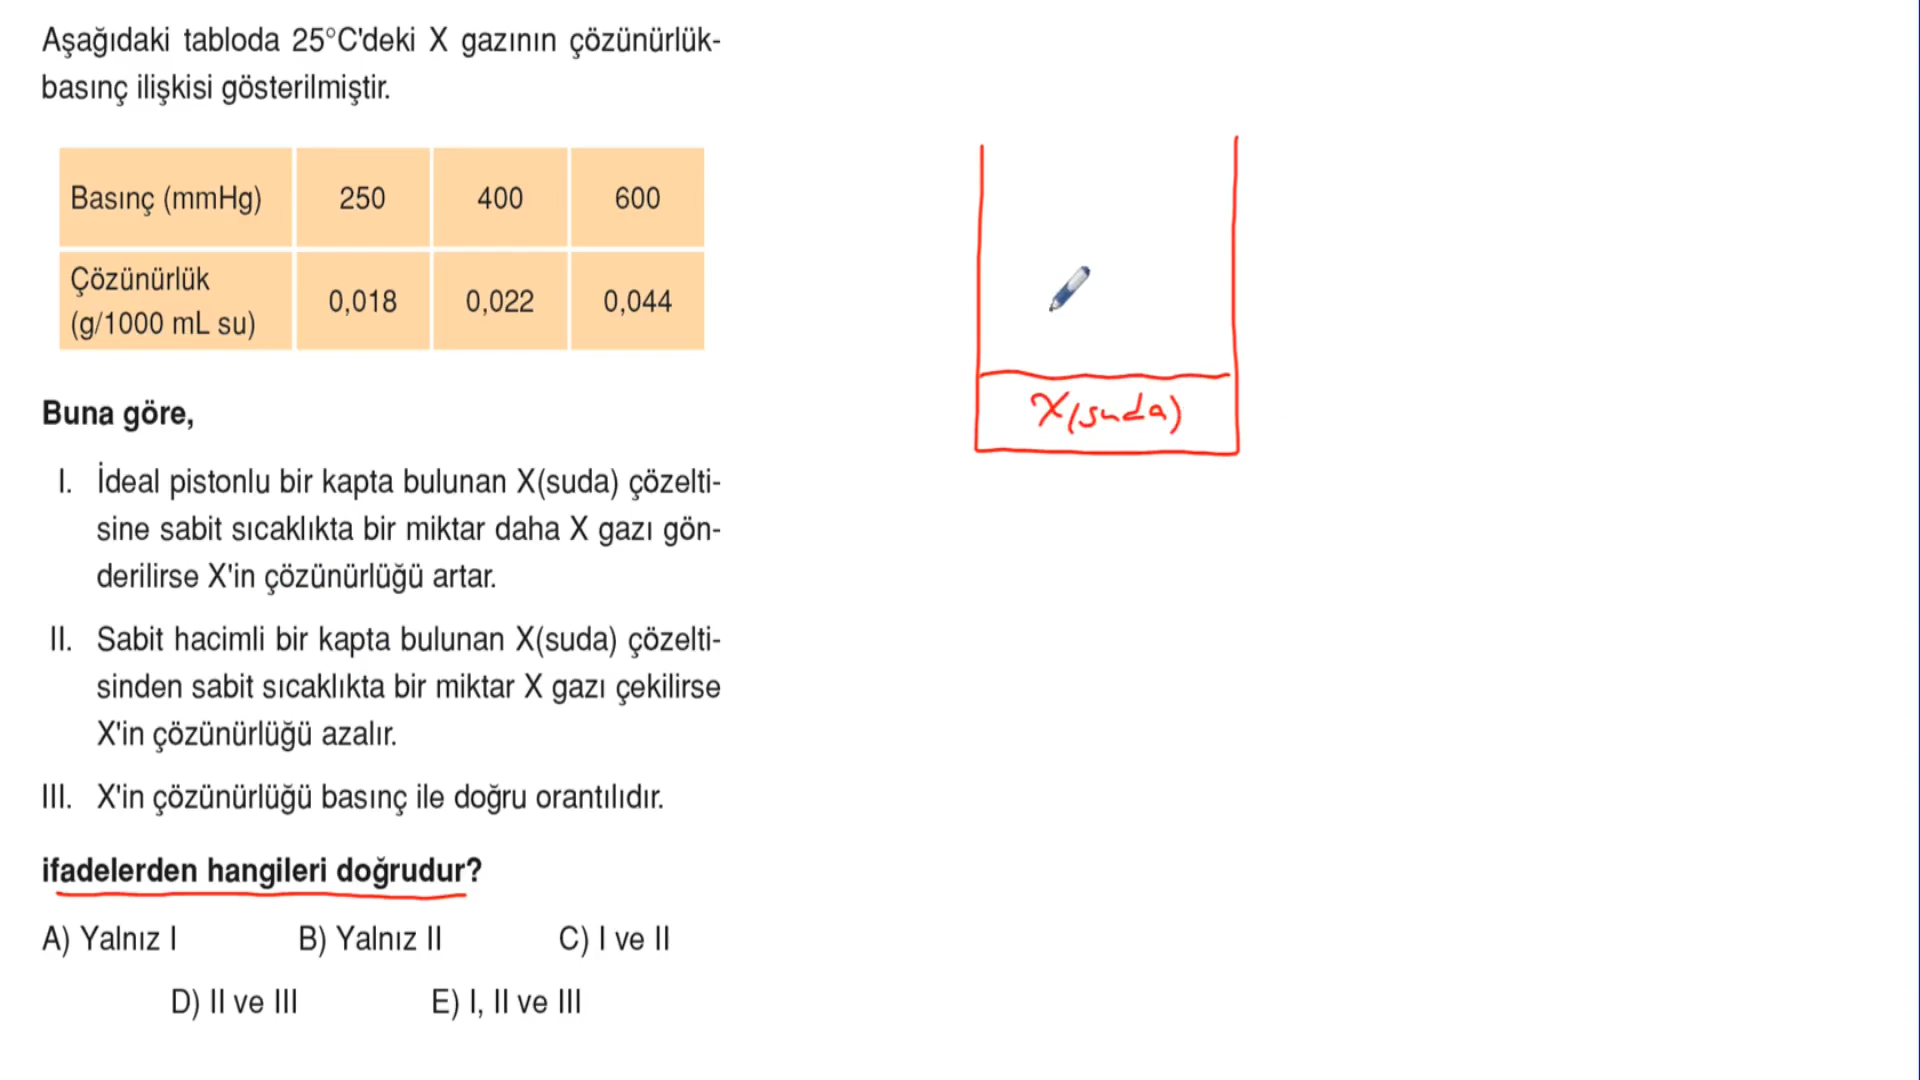 Aşağıdaki tabloda 25°C'deki X gazının çözünürlük-
basınç ilişkisi gösterilmiştir.
Basınç (mmHg) 250 400 600
Çözünürlük
(g/1000 mL su) 0,018 0,022 0,044
Buna göre,
I. İdeal pistonlu bir kapta bulunan X(suda) çözelti-
sine sabit sıcaklıkta bir miktar daha X gazı gön-
derilirse X'in çözünürlüğü artar.
II. Sabit hacimli bir kapta bulunan X(suda) çözelti-
sinden sabit sıcaklıkta bir miktar X gazı çekilirse
X'in çözünürlüğü azalır.
III. X'in çözünürlüğü basınç ile doğru orantılıdır.
ifadelerden hangileri doğrudur?
A) Yalnız I B) Yalnız II C) I ve II
D) II ve III E) I, II ve III
X(suda)